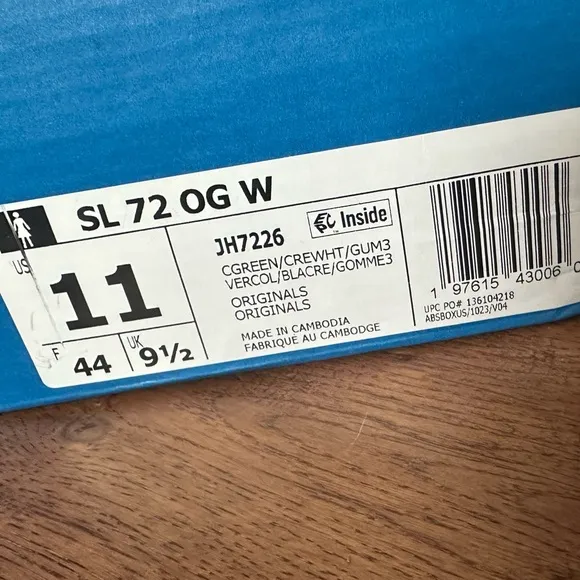 SL 72 OG W
US
11
F
44
UK
9½
JH7226
Inside
CGREEN/CREWHT/GUM3
VERCOL/BLACRE/GOMME3
ORIGINALS
ORIGINALS
MADE IN CAMBODIA
FABRIQUÉ AU CAMBODGE
1 97615 43006
UPC PO# 136104218
ABSBOXUS/1023/V04